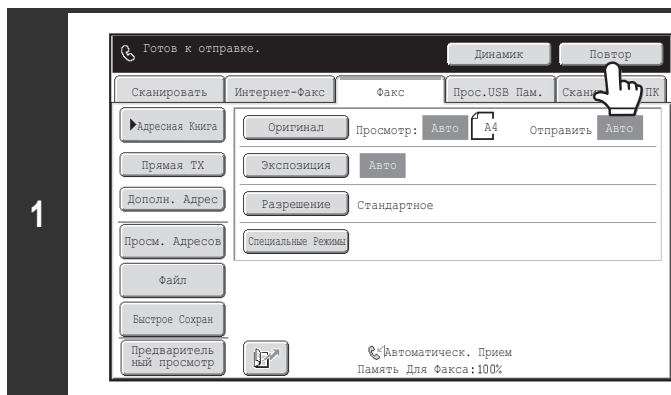 1
Готов к отправке.
Динамик
Повтор
Сканировать
Интернет-Факс
Факс
Прос.USB Пам.
ПК
Адресная Книга
Оригинал
Просмотр:
Авто
A4
Отправить
Авто
Прямая TX
Экспозиция
Авто
Дополн. Адрес
Разрешение
Стандартное
Просм. Адресов
Специальные Режимы
Файл
Быстрое Сохран
Предваритель
ный просмотр
Автоматическ. Прием
Память Для Факса:100%